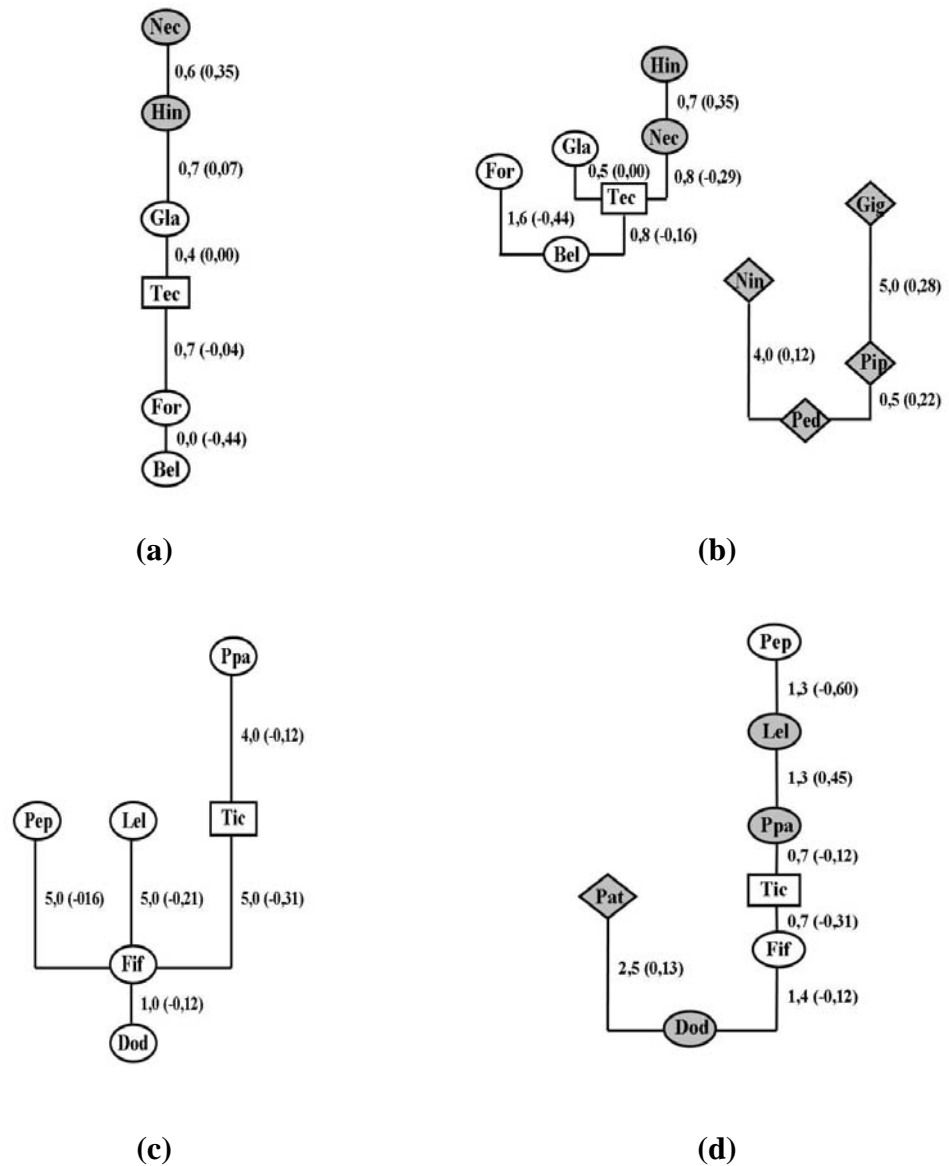 Nec
0,6 (0,35)
Hin
0,7 (0,07)
Gla
0,4 (0,00)
Tec
0,7 (-0,04)
For
0,0 (-0,44)
Bel
(a)
Hin
0,7 (0,35)
Nec
Gla
0,5 (0,00)
0,8 (-0,29)
For
Tec
1,6 (-0,44)
0,8 (-0,16)
Bel
Gig
5,0 (0,28)
Nin
4,0 (0,12)
Pip
0,5 (0,22)
Ped
(b)
Ppa
4,0 (-0,12)
Pep
Lel
Tic
5,0 (-016)
5,0 (-0,21)
5,0 (-0,31)
Fif
1,0 (-0,12)
Dod
(c)
Pep
1,3 (-0,60)
Lel
1,3 (0,45)
Ppa
0,7 (-0,12)
Tic
Pat
0,7 (-0,31)
Fif
2,5 (0,13)
1,4 (-0,12)
Dod
(d)